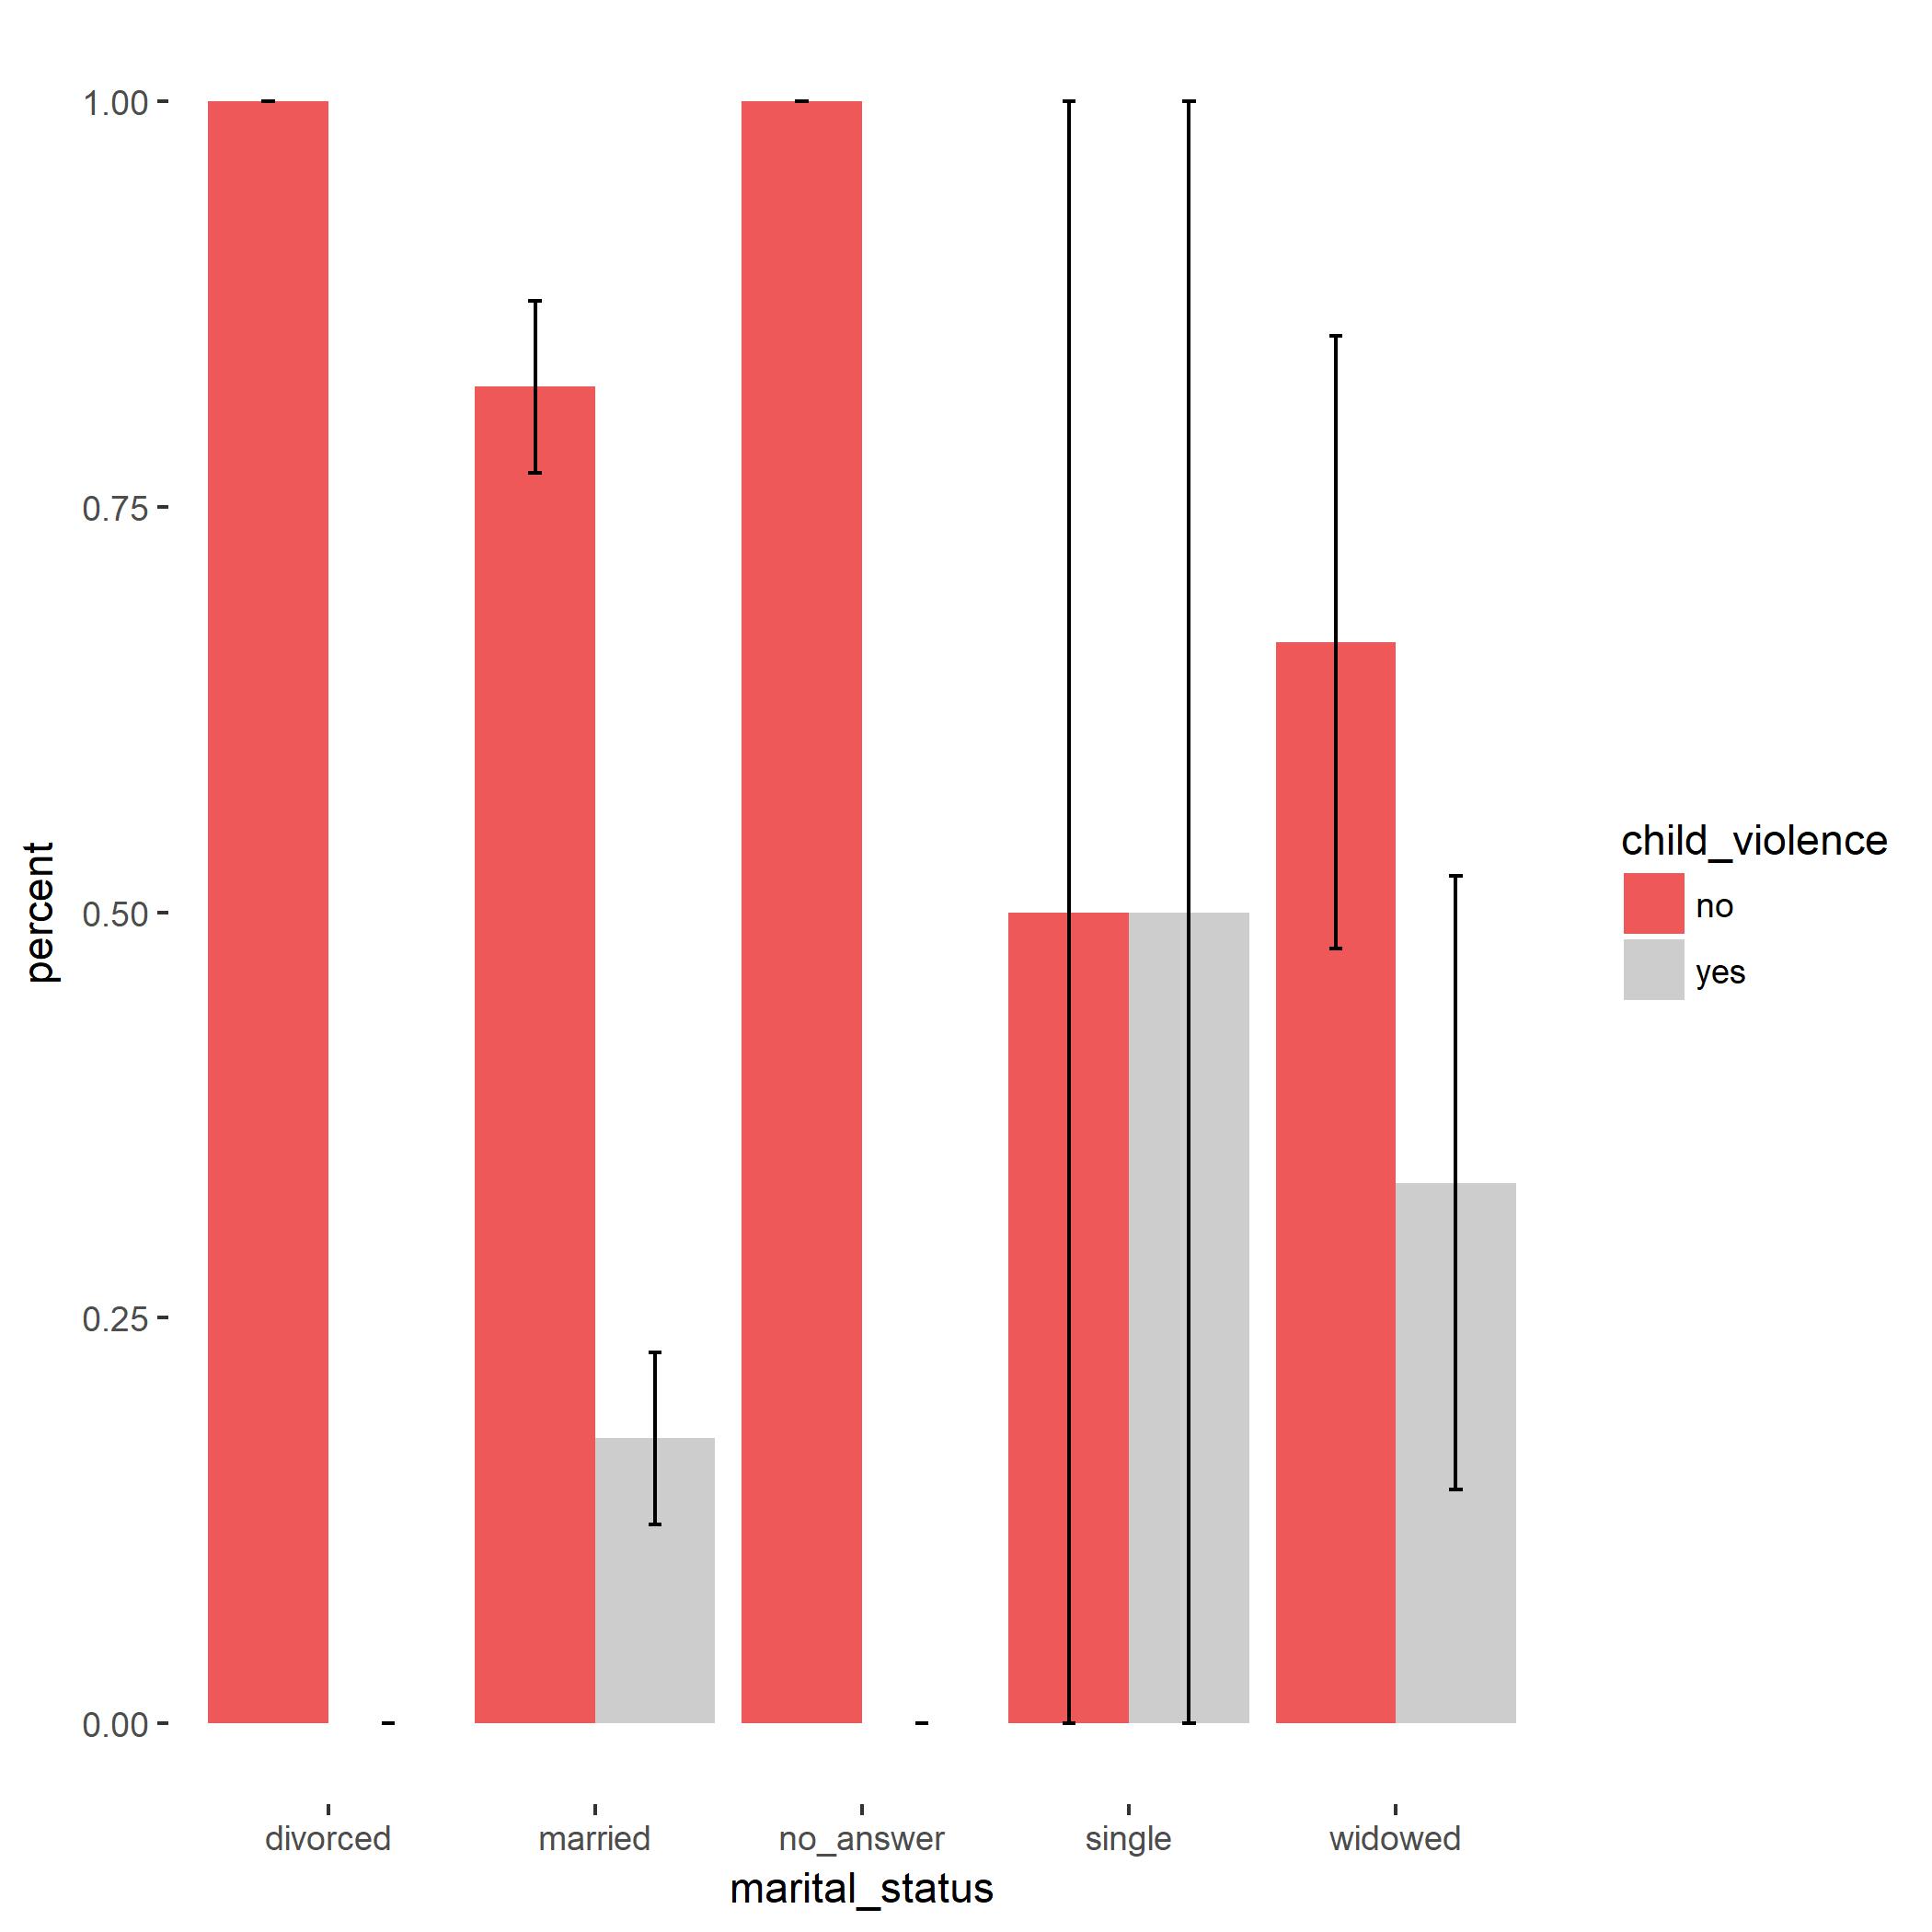 percent
1.00
0.75
0.50
0.25
0.00
divorced married no_answer single widowed
marital_status
child_violence
no
yes